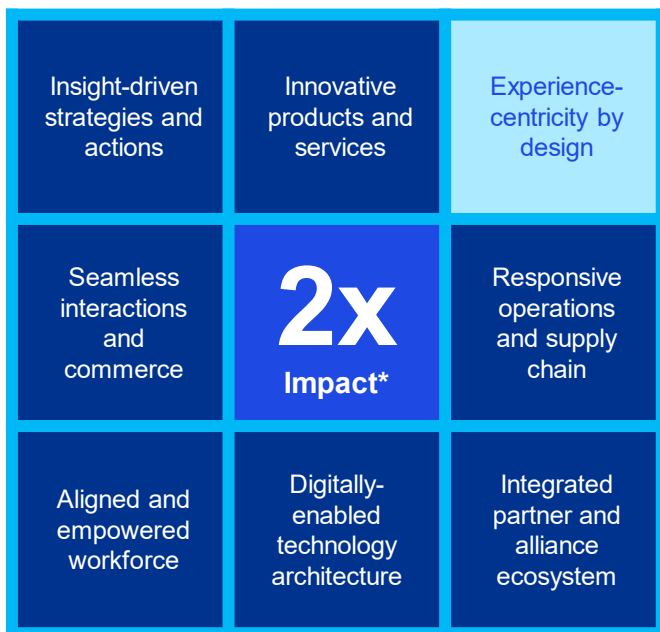 Insight-driven
strategies and
actions
Innovative
products and
services
Experience-
centricity by
design
Seamless
interactions
and
commerce
2x
Impact*
Responsive
operations
and supply
chain
Aligned and
empowered
workforce
Digitally-
enabled
technology
architecture
Integrated
partner and
alliance
ecosystem